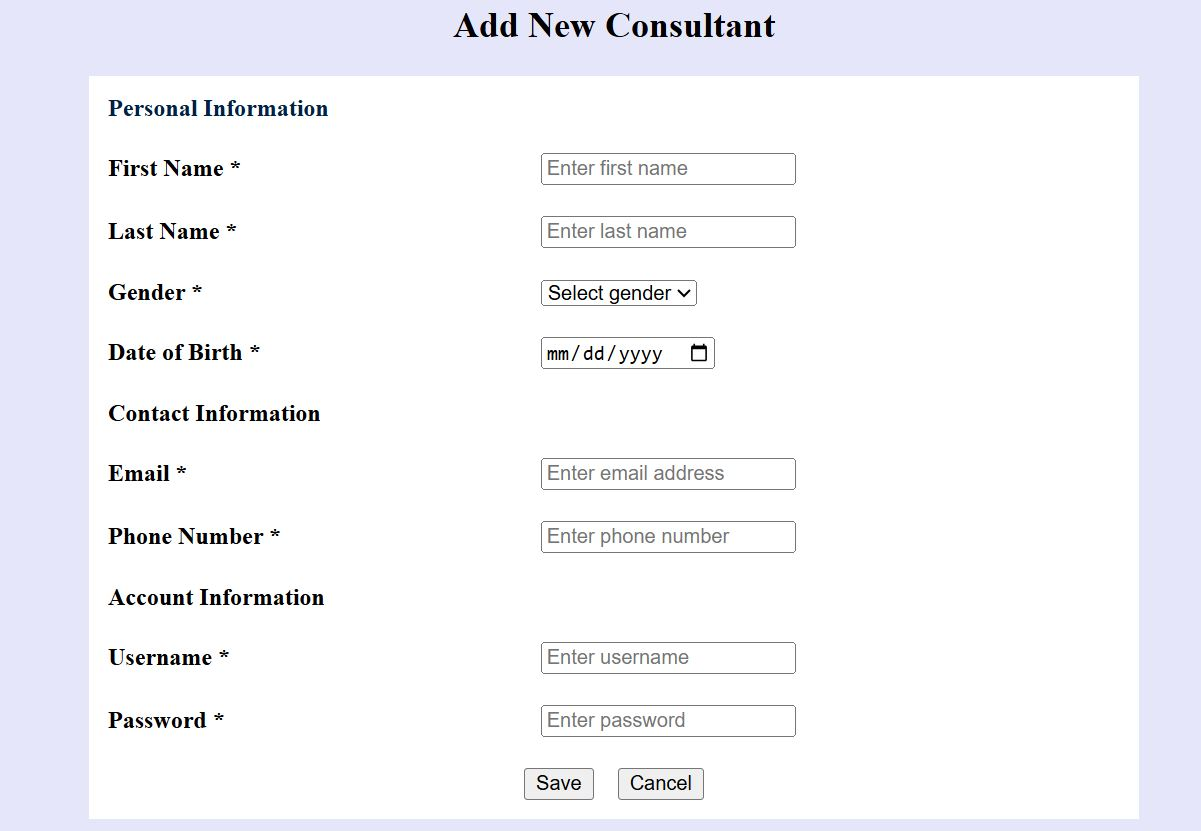 Add New Consultant
Personal Information
First Name * Enter first name
Last Name * Enter last name
Gender * Select gender
Date of Birth * mm/dd/yyyy
Contact Information
Email * Enter email address
Phone Number * Enter phone number
Account Information
Username * Enter username
Password * Enter password
Save Cancel